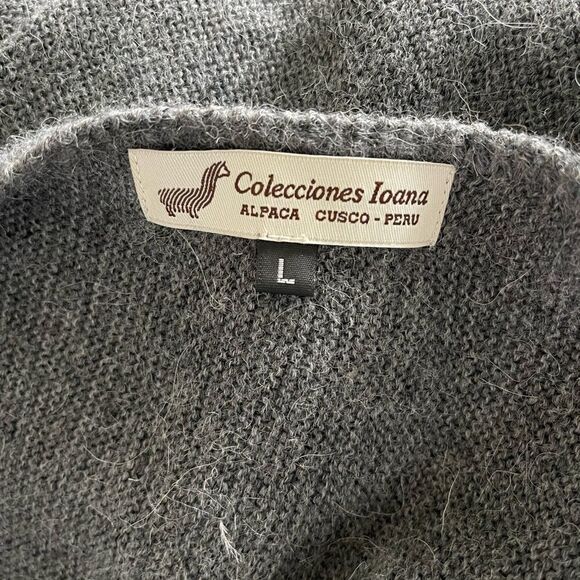 Colecciones Ioana
ALPACA CUSCO - PERU
L